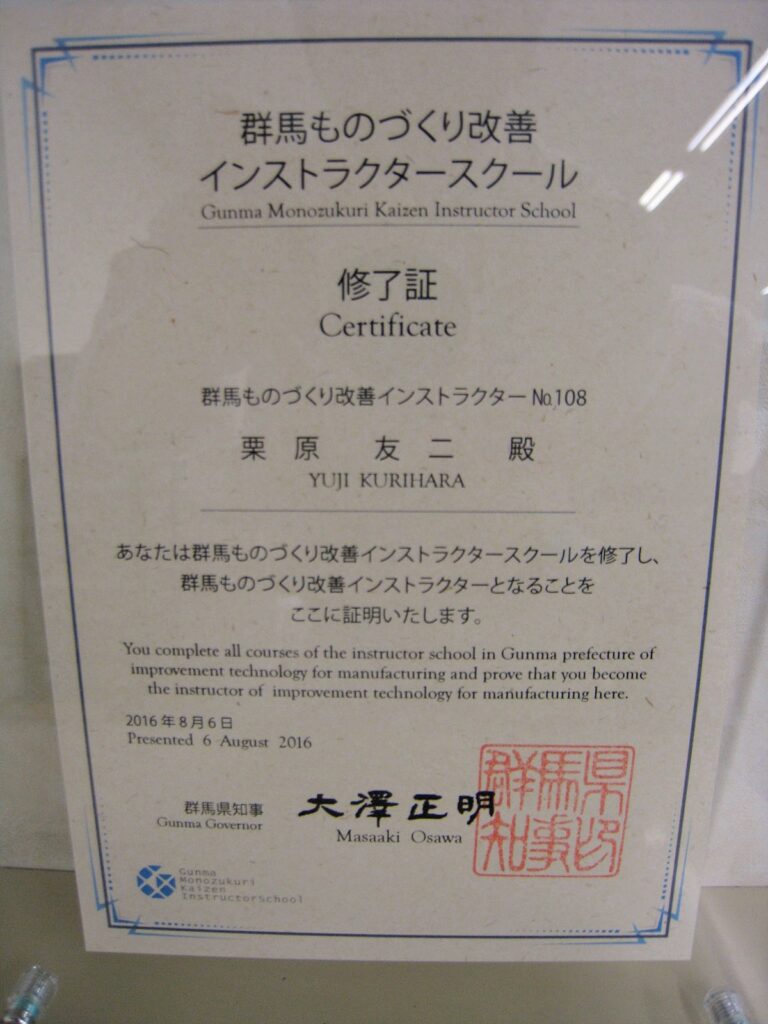 群馬ものづくり改善
インストラクタースクール
Gunma Monozukuri Kaizen Instructor School
修了証
Certificate
群馬ものづくり改善インストラクター No.108
栗原 友二 殿
YUJI KURIHARA
あなたは群馬ものづくり改善インストラクタースクールを修了し、
群馬ものづくり改善インストラクターとなることを
ここに証明いたします。
You complete all courses of the instructor school in Gunma prefecture of
improvement technology for manufacturing and prove that you become
the instructor of improvement technology for manufacturing here.
2016年8月6日
Presented 6 August 2016
群馬県知事 大澤正明
Gunma Governor Masaaki Osawa
群馬県
知事印
Gunma
Monozukuri
Kaizen
InstructorSchool